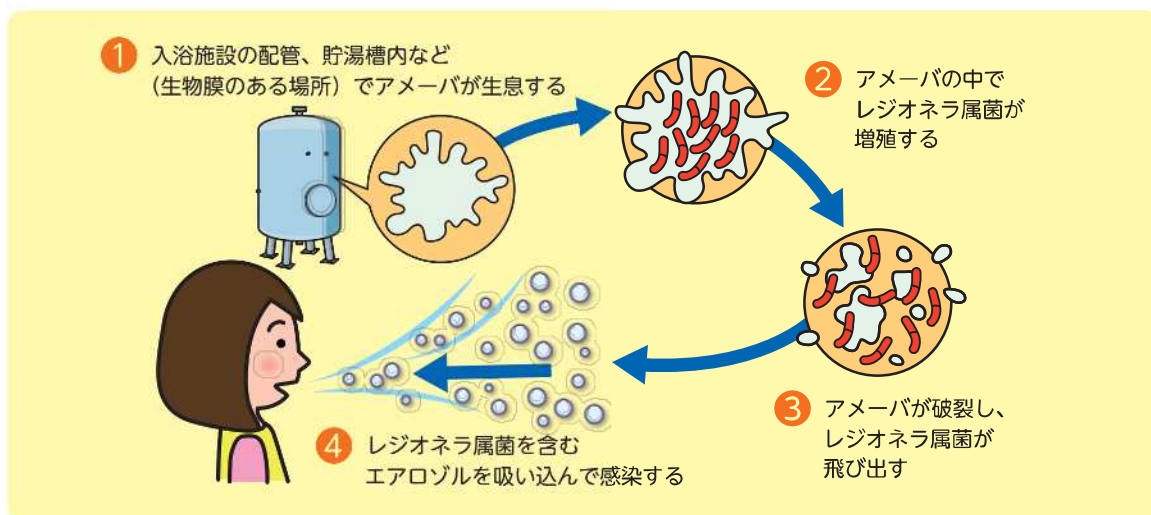 1 入浴施設の配管、貯湯槽内など
（生物膜のある場所）でアメーバが生息する
2 アメーバの中で
レジオネラ属菌が
増殖する
3 アメーバが破裂し、
レジオネラ属菌が
飛び出す
4 レジオネラ属菌を含む
エアロゾルを吸い込んで感染する